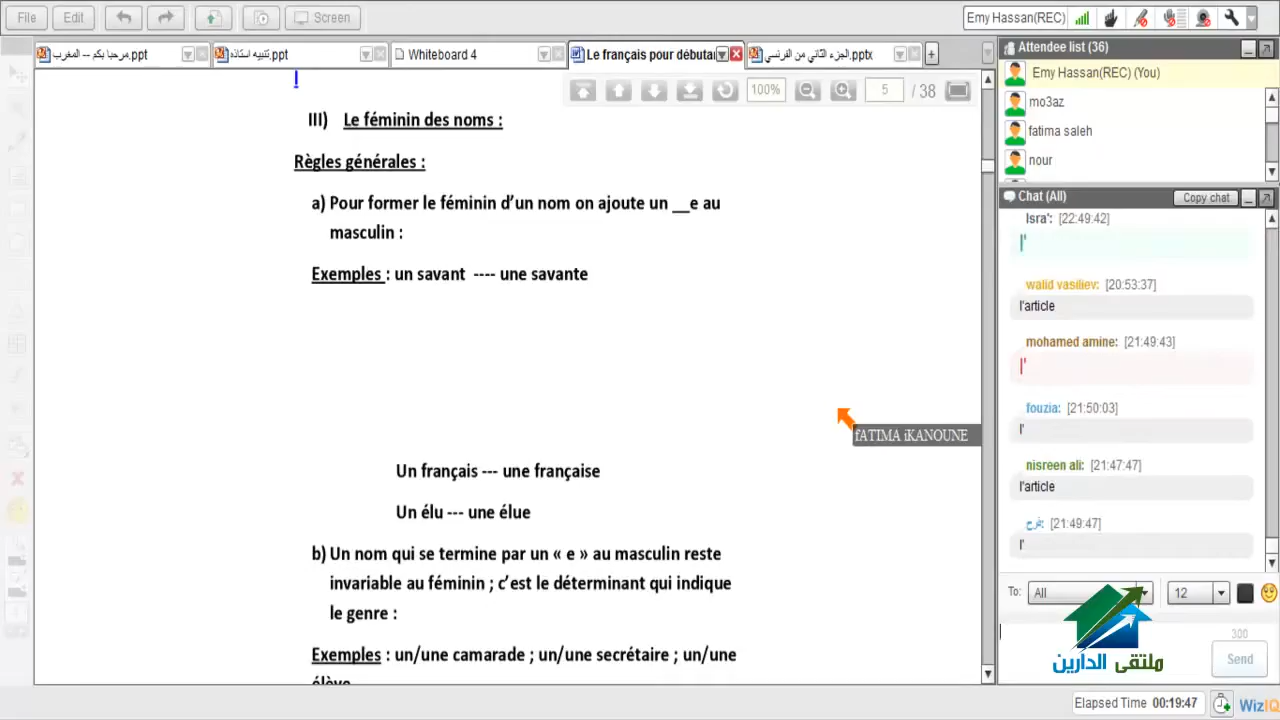 File
Edit
Screen
Emy Hassan(REC)
مرحبا بكم -- المغرب.ppt
تنبيه استاذه.ppt
Whiteboard 4
Le français pour débuta
الجزء الثاني من الفرنسي.pptx
+
100%
5
/ 38
III) Le féminin des noms :
Règles générales :
a) Pour former le féminin d’un nom on ajoute un __e au
masculin :
Exemples : un savant ---- une savante
fATIMA iKANOUNE
Un français --- une française
Un élu --- une élue
b) Un nom qui se termine par un « e » au masculin reste
invariable au féminin ; c’est le déterminant qui indique
le genre :
Exemples : un/une camarade ; un/une secrétaire ; un/une
élève
Attendee list (36)
Emy Hassan(REC) (You)
mo3az
fatima saleh
nour
Chat (All)
Copy chat
Isra': [22:49:42]
l'
walid vasiliev: [20:53:37]
l'article
mohamed amine: [21:49:43]
l'
fouzia: [21:50:03]
l'
nisreen ali: [21:47:47]
l'article
فرح: [21:49:47]
l'
To:
All
12
300
Send
ملتقى الدارين
Elapsed Time 00:19:47
WizIQ